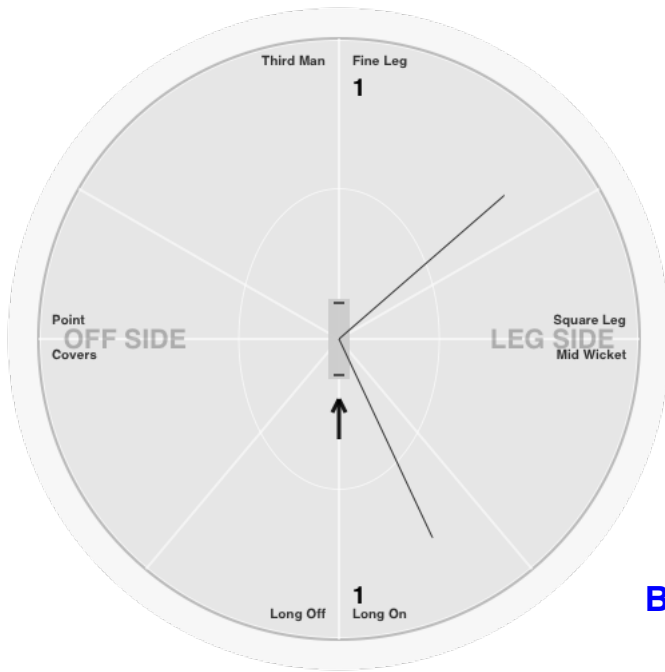 Third Man Fine Leg
1
Point Square Leg
OFF SIDE LEG SIDE
Covers Mid Wicket
1
B
Long Off Long On